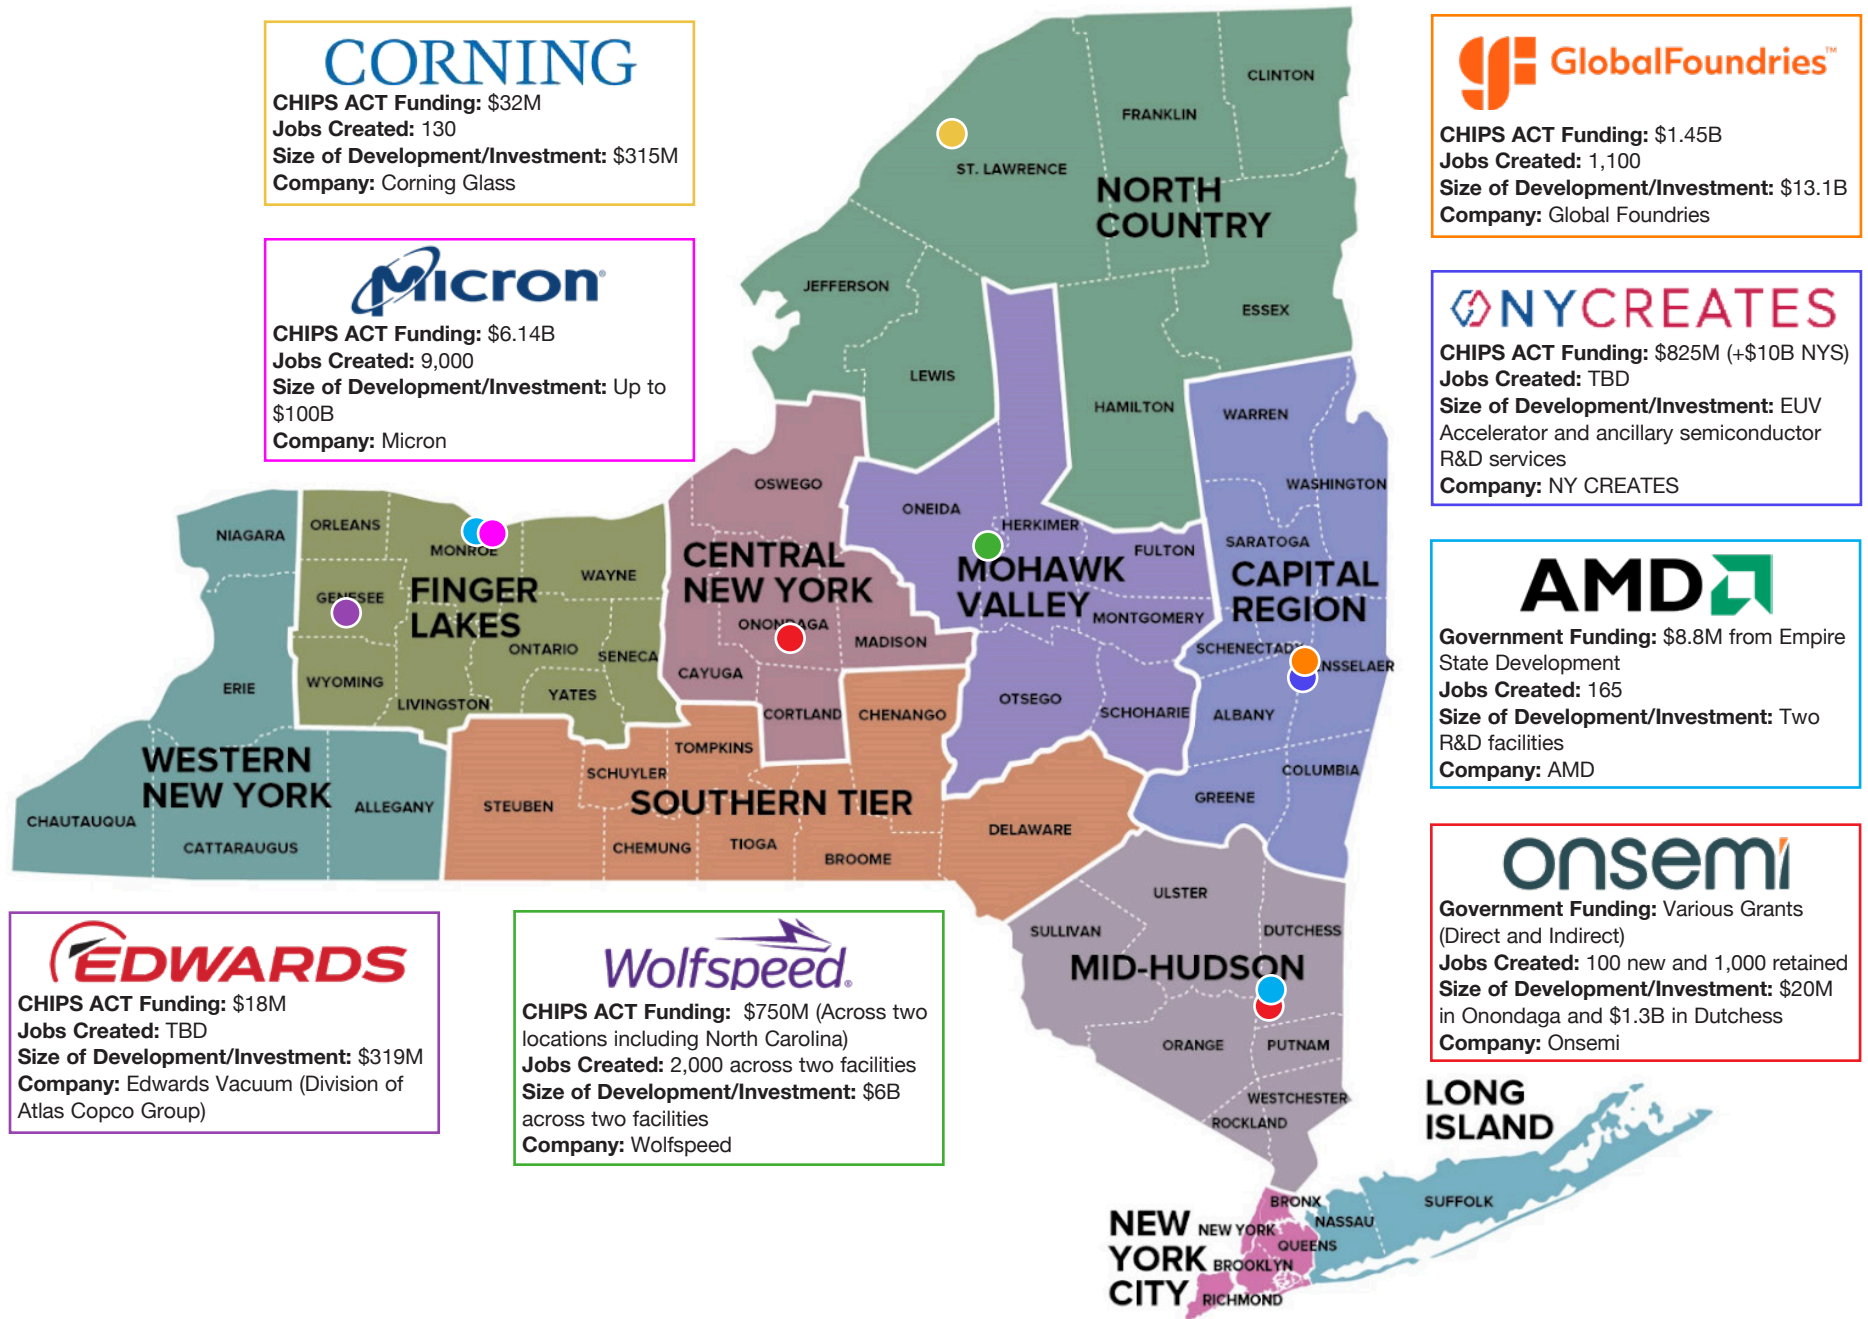 CORNING
CHIPS ACT Funding: $32M
Jobs Created: 130
Size of Development/Investment: $315M
Company: Corning Glass
Micron®
CHIPS ACT Funding: $6.14B
Jobs Created: 9,000
Size of Development/Investment: Up to
$100B
Company: Micron
GlobalFoundries™
CHIPS ACT Funding: $1.45B
Jobs Created: 1,100
Size of Development/Investment: $13.1B
Company: Global Foundries
NYCREATES
CHIPS ACT Funding: $825M (+$10B NYS)
Jobs Created: TBD
Size of Development/Investment: EUV
Accelerator and ancillary semiconductor
R&D services
Company: NY CREATES
AMD
Government Funding: $8.8M from Empire
State Development
Jobs Created: 165
Size of Development/Investment: Two
R&D facilities
Company: AMD
onsemi
Government Funding: Various Grants
(Direct and Indirect)
Jobs Created: 100 new and 1,000 retained
Size of Development/Investment: $20M
in Onondaga and $1.3B in Dutchess
Company: Onsemi
EDWARDS
CHIPS ACT Funding: $18M
Jobs Created: TBD
Size of Development/Investment: $319M
Company: Edwards Vacuum (Division of
Atlas Copco Group)
Wolfspeed®
CHIPS ACT Funding: $750M (Across two
locations including North Carolina)
Jobs Created: 2,000 across two facilities
Size of Development/Investment: $6B
across two facilities
Company: Wolfspeed
CLINTON
FRANKLIN
ST. LAWRENCE
NORTH
COUNTRY
JEFFERSON
ESSEX
LEWIS
HAMILTON
WARREN
WASHINGTON
SARATOGA
CAPITAL
REGION
SCHENECTADY
NSSELAER
ALBANY
COLUMBIA
GREENE
ONEIDA
HERKIMER
FULTON
MOHAWK
VALLEY
MONTGOMERY
OTSEGO
SCHOHARIE
OSWEGO
CENTRAL
NEW YORK
ONONDAGA
MADISON
CAYUGA
CORTLAND
ORLEANS
MONROE
WAYNE
GENESEE
FINGER
LAKES
ONTARIO
SENECA
WYOMING
LIVINGSTON
YATES
NIAGARA
ERIE
WESTERN
NEW YORK
ALLEGANY
CHAUTAUQUA
CATTARAUGUS
CHENANGO
TOMPKINS
SCHUYLER
STEUBEN
SOUTHERN TIER
CHEMUNG
TIOGA
BROOME
DELAWARE
ULSTER
SULLIVAN
DUTCHESS
MID-HUDSON
ORANGE
PUTNAM
WESTCHESTER
ROCKLAND
LONG
ISLAND
SUFFOLK
NASSAU
BRONX
NEW
YORK
CITY
NEW YORK
QUEENS
BROOKLYN
RICHMOND